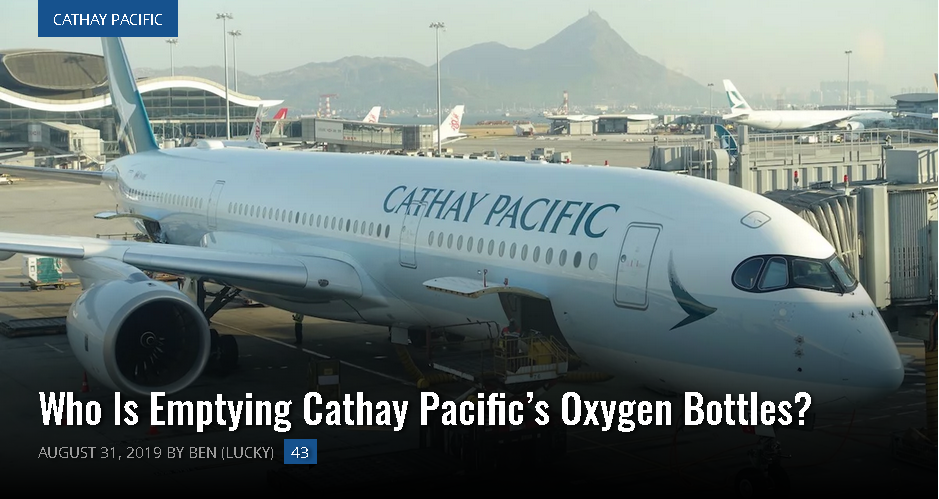 CATHAY PACIFIC
CATHAY PACIFIC
Who Is Emptying Cathay Pacific’s Oxygen Bottles?
AUGUST 31, 2019 BY BEN (LUCKY) 43